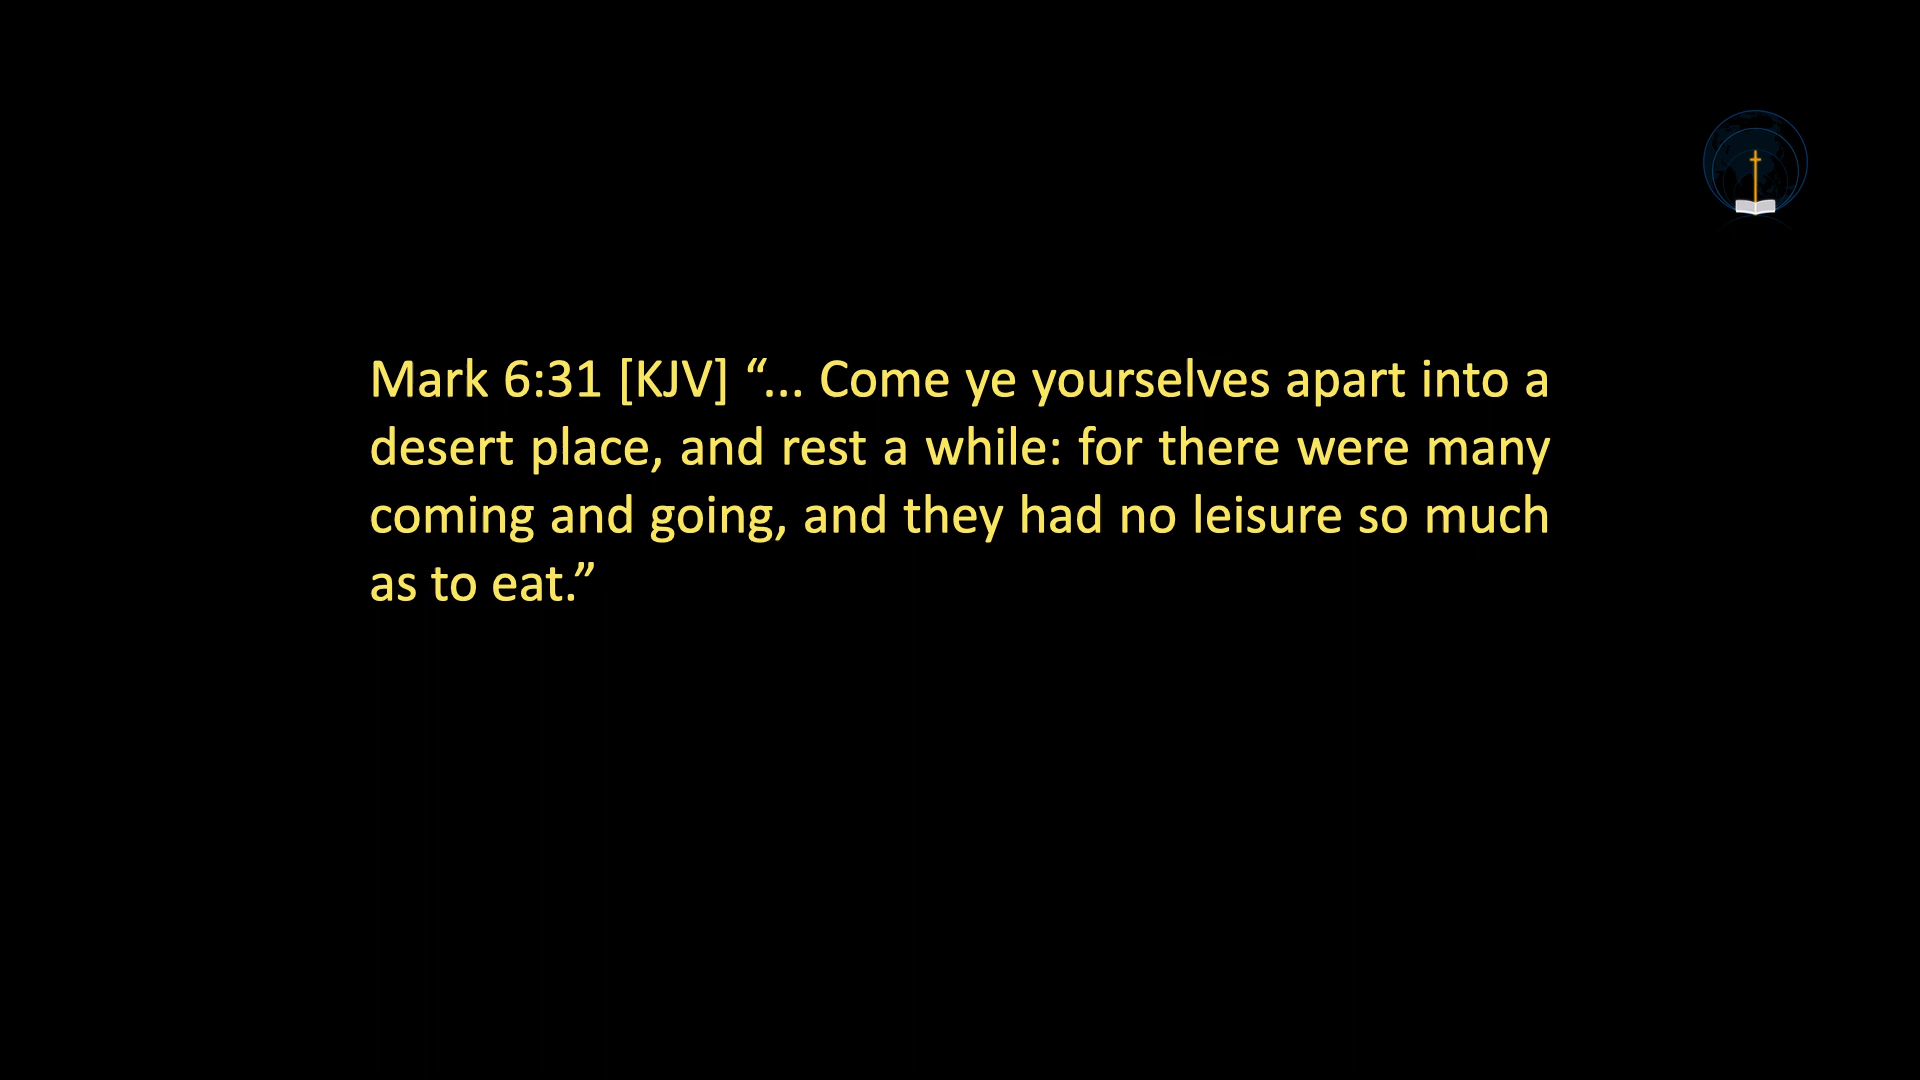 Mark 6:31 [KJV] “... Come ye yourselves apart into a
desert place, and rest a while: for there were many
coming and going, and they had no leisure so much
as to eat.”